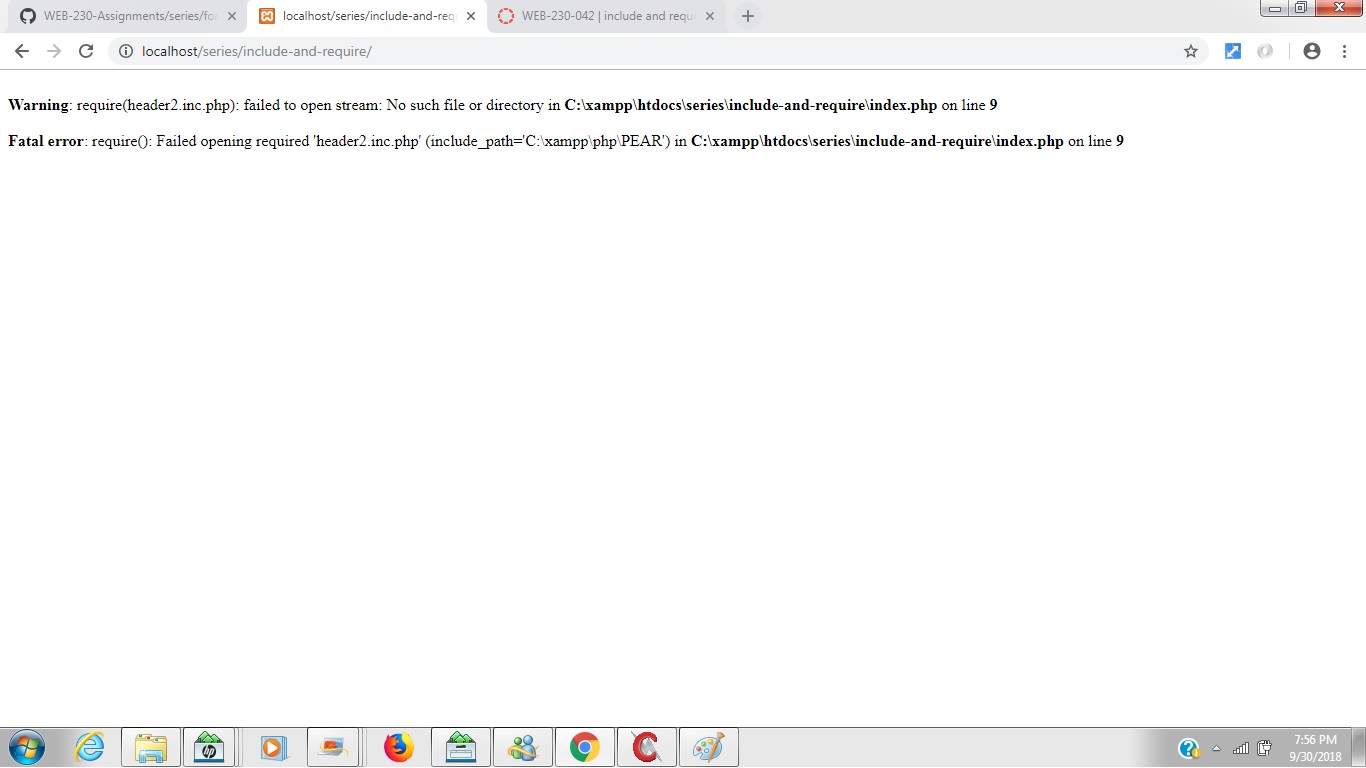 WEB-230-Assignments/series/for
localhost/series/include-and-req
WEB-230-042 | include and requ
localhost/series/include-and-require/
Warning: require(header2.inc.php): failed to open stream: No such file or directory in C:\xampp\htdocs\series\include-and-require\index.php on line 9
Fatal error: require(): Failed opening required 'header2.inc.php' (include_path='C:\xampp\php\PEAR') in C:\xampp\htdocs\series\include-and-require\index.php on line 9
hp
7:56 PM
9/30/2018